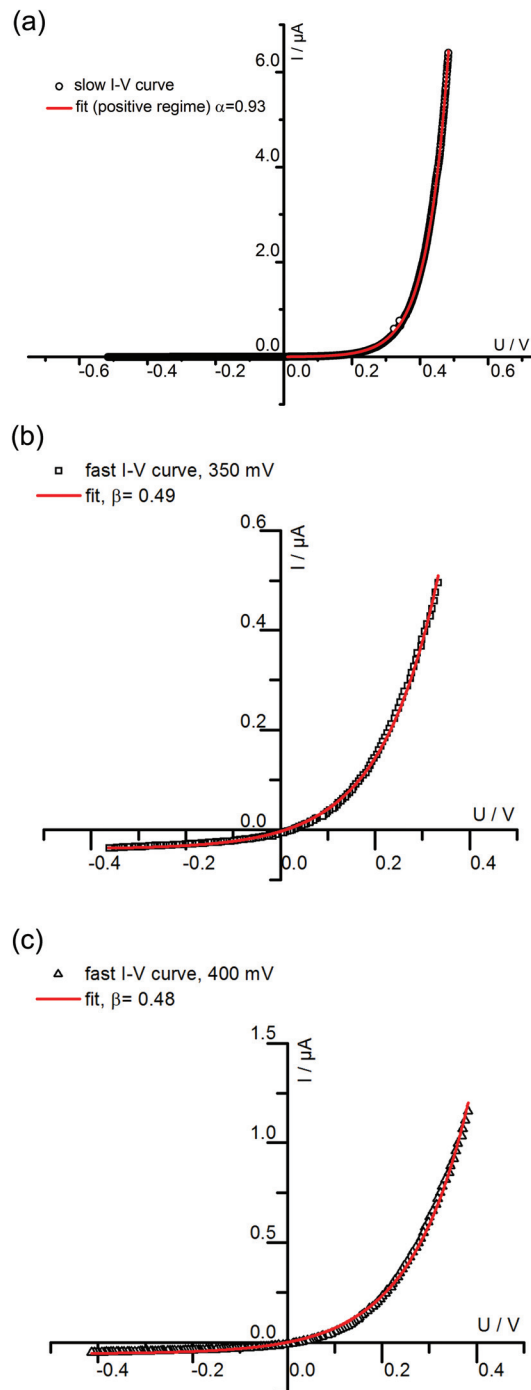 (a)
I / μA
6.0
slow I-V curve
fit (positive regime) α=0.93
4.0
2.0
0.0
U / V
-0.6 -0.4 -0.2 0.0 0.2 0.4 0.6
(b)
fast I-V curve, 350 mV
fit, β= 0.49
0.6
I / μA
0.4
0.2
0.0
U / V
-0.4 -0.2 0.0 0.2 0.4
(c)
fast I-V curve, 400 mV
fit, β= 0.48
1.5
I / μA
1.0
0.5
0.0
U / V
-0.4 -0.2 0.0 0.2 0.4